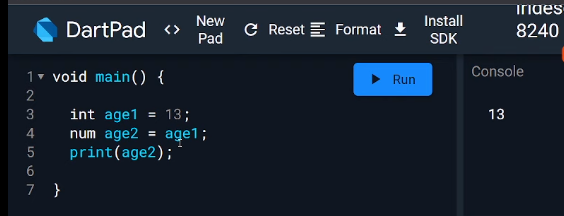 DartPad <> New Pad Reset Format Install SDK
8240
Run
Console
1 void main() {
2
3 int age1 = 13;
4 num age2 = age1;
5 print(age2);
6
7 }
13